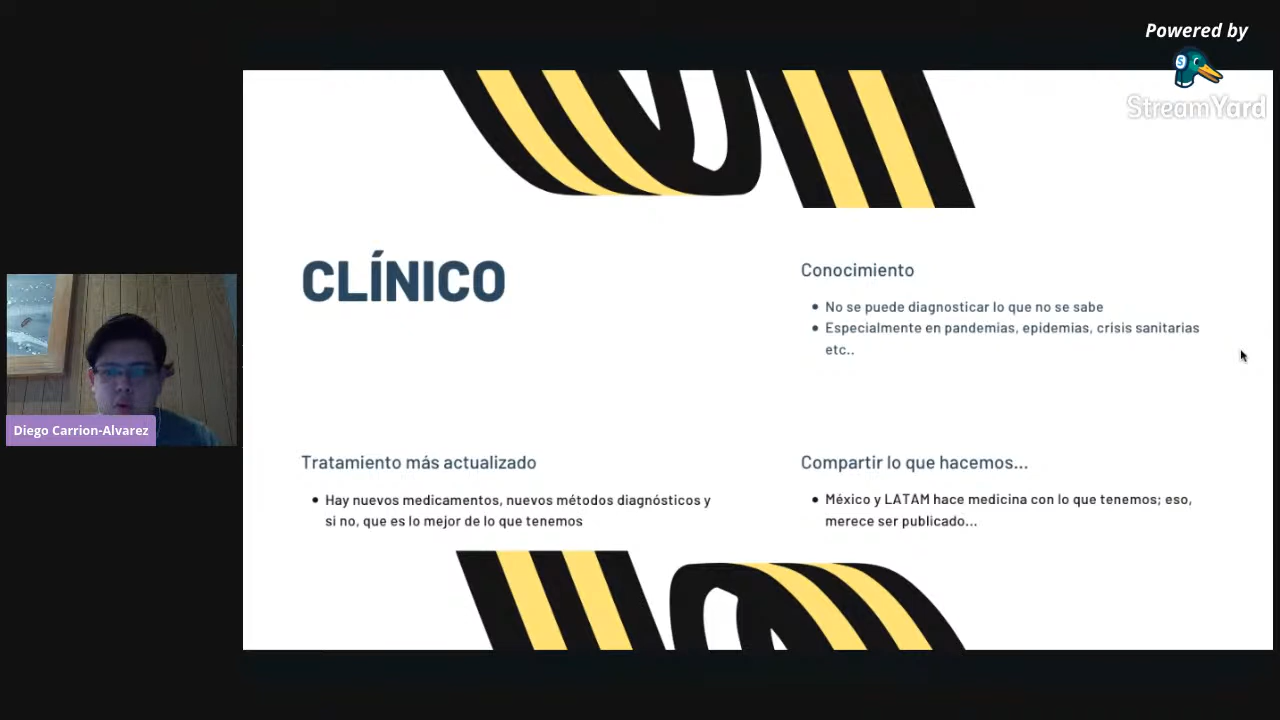 Powered by
StreamYard
CLÍNICO
Conocimiento
No se puede diagnosticar lo que no se sabe
Especialmente en pandemias, epidemias, crisis sanitarias
etc..
Diego Carrion-Alvarez
Tratamiento más actualizado
Hay nuevos medicamentos, nuevos métodos diagnósticos y
si no, que es lo mejor de lo que tenemos
Compartir lo que hacemos...
México y LATAM hace medicina con lo que tenemos; eso,
merece ser publicado...